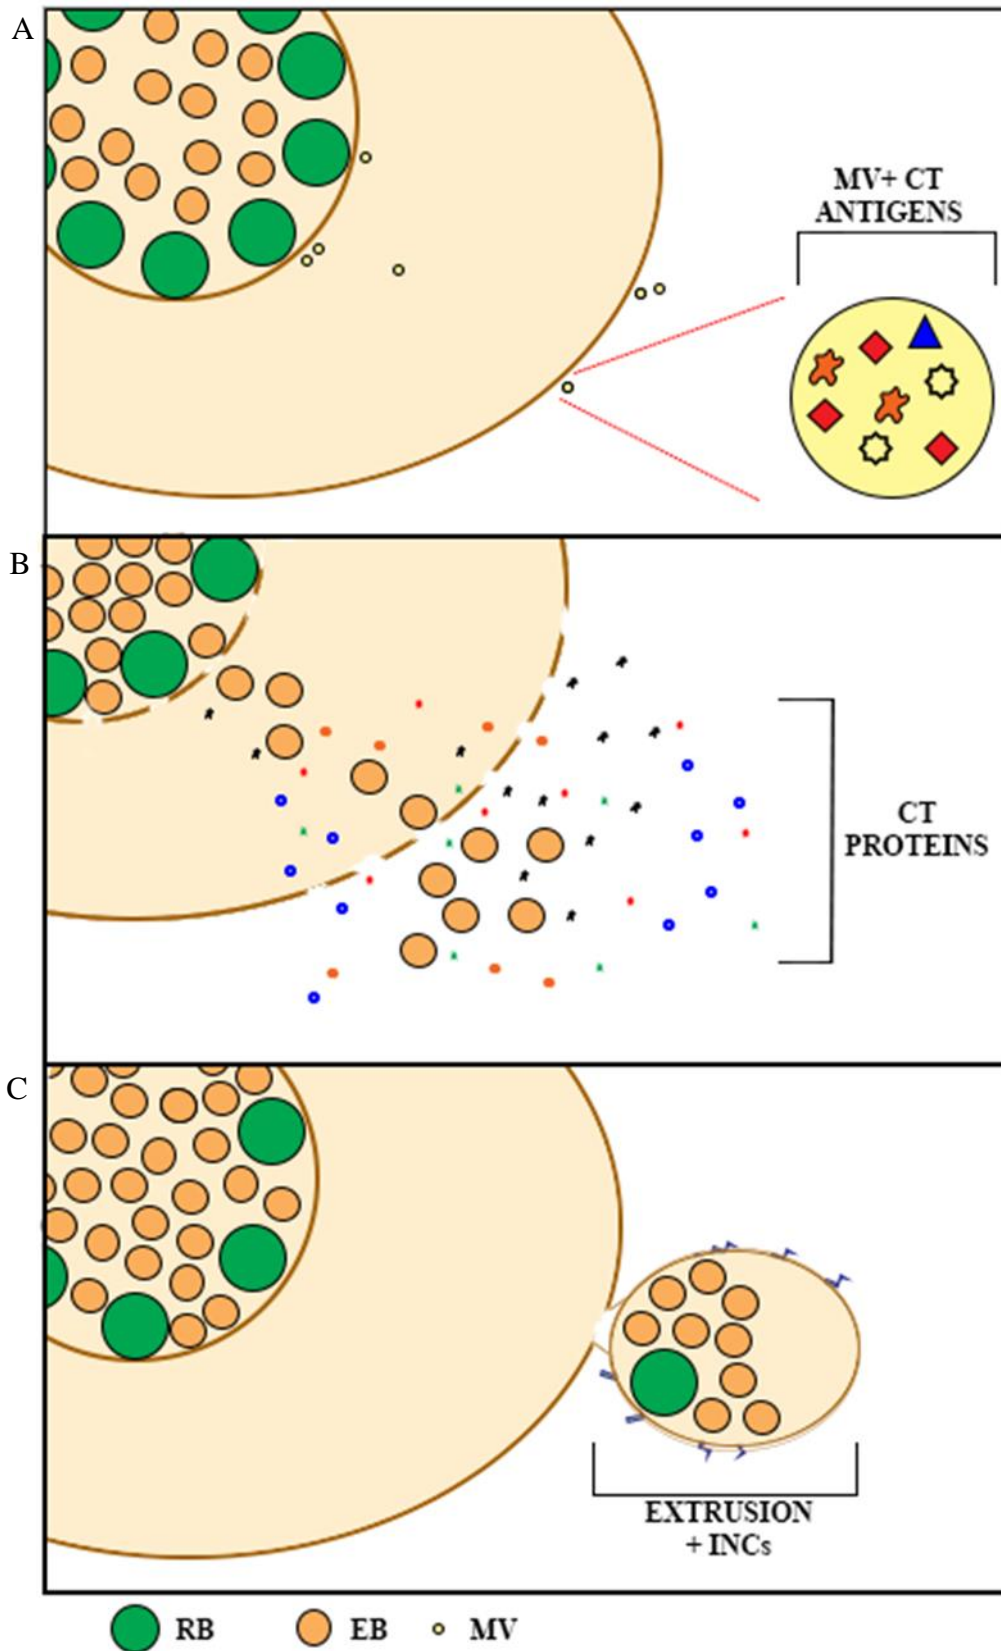 A
MV+ CT
ANTIGENS
B
CT
PROTEINS
C
EXTRUSION
+ INCs
RB EB MV